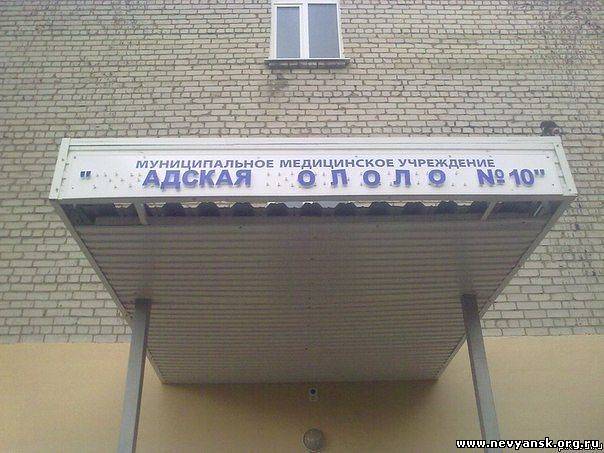 МУНИЦИПАЛЬНОЕ МЕДИЦИНСКОЕ УЧРЕЖДЕНИЕ
" АДСКАЯ ОЛОЛО №10"
www.nevyansk.org.ru